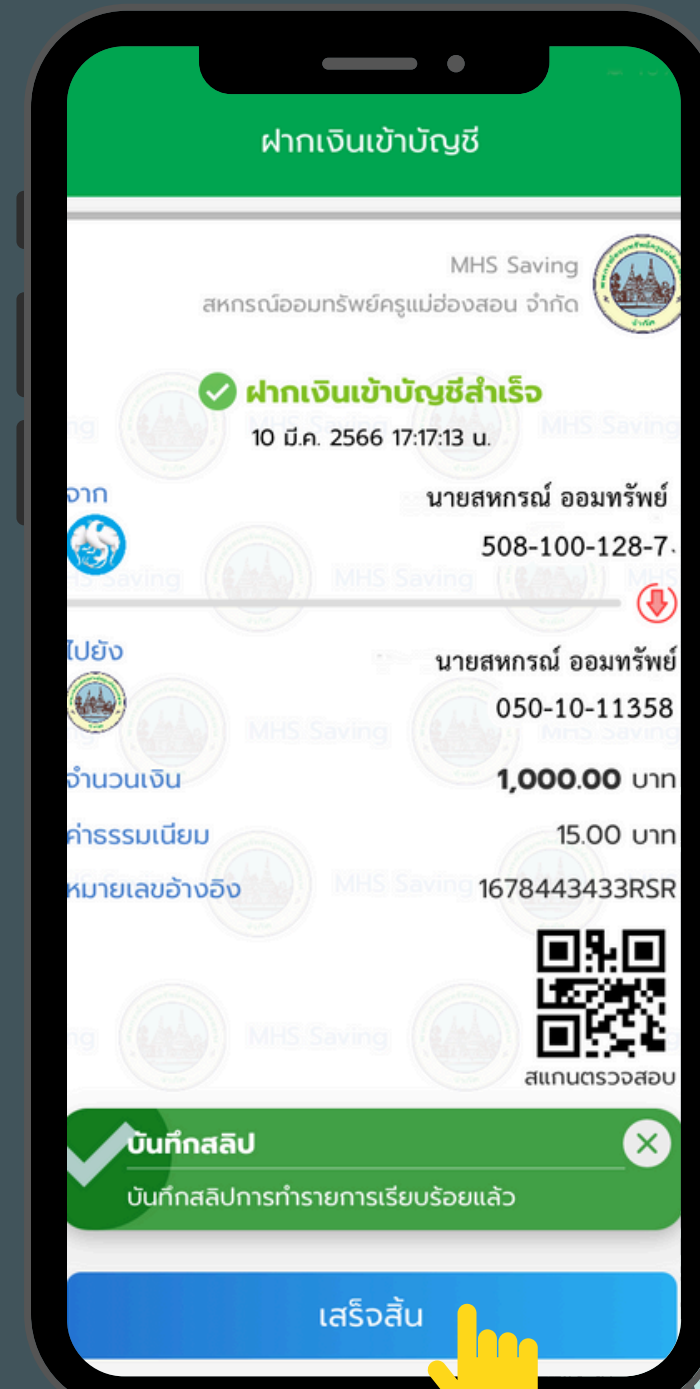 ฝากเงินเข้าบัญชี
MHS Saving
สหกรณ์ออมทรัพย์ครูแม่ฮ่องสอน จำกัด
ฝากเงินเข้าบัญชีสำเร็จ
10 มี.ค. 2566 17:17:13 น.
จาก
นายสหกรณ์ ออมทรัพย์
508-100-128-7
ไปยัง
นายสหกรณ์ ออมทรัพย์
050-10-11358
จำนวนเงิน 1,000.00 บาท
ค่าธรรมเนียม 15.00 บาท
หมายเลขอ้างอิง 1678443433RSR
สแกนตรวจสอบ
บันทึกสลิป
บันทึกสลิปการทำรายการเรียบร้อยแล้ว
เสร็จสิ้น